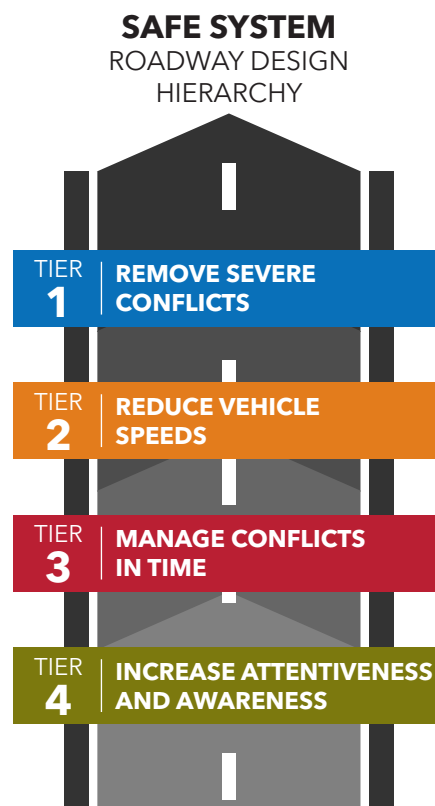 SAFE SYSTEM
ROADWAY DESIGN
HIERARCHY
TIER
1
REMOVE SEVERE
CONFLICTS
TIER
2
REDUCE VEHICLE
SPEEDS
TIER
3
MANAGE CONFLICTS
IN TIME
TIER
4
INCREASE ATTENTIVENESS
AND AWARENESS